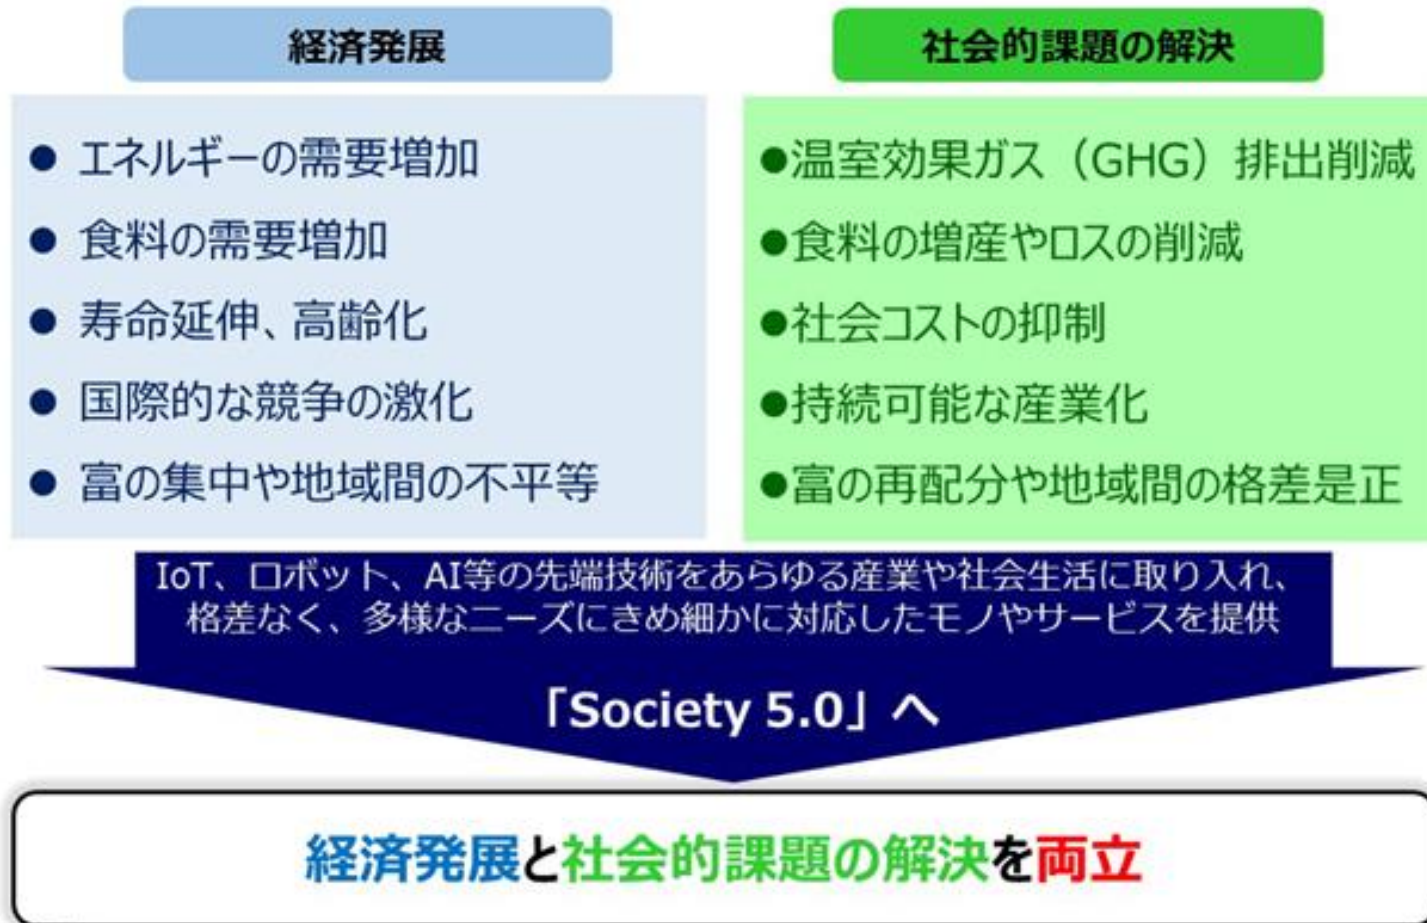 経済発展
● エネルギーの需要増加
● 食料の需要増加
● 寿命延伸、高齢化
● 国際的な競争の激化
● 富の集中や地域間の不平等
社会的課題の解決
●温室効果ガス（GHG）排出削減
●食料の増産やロスの削減
●社会コストの抑制
●持続可能な産業化
●富の再配分や地域間の格差是正
IoT、ロボット、AI等の先端技術をあらゆる産業や社会生活に取り入れ、
格差なく、多様なニーズにきめ細かに対応したモノやサービスを提供
「Society 5.0」へ
経済発展と社会的課題の解決を両立